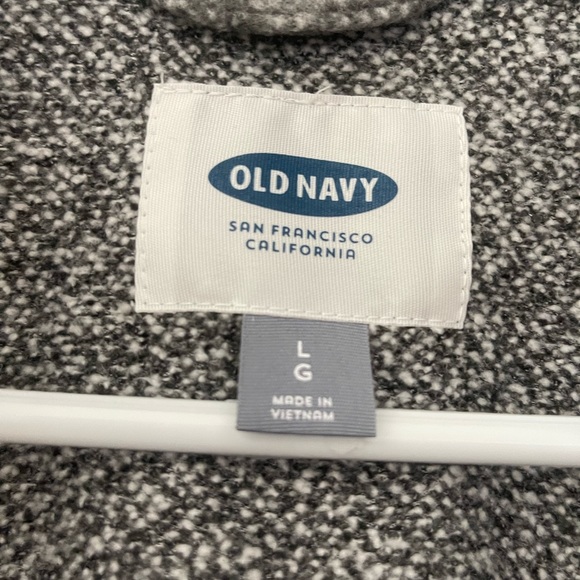 OLD NAVY
SAN FRANCISCO
CALIFORNIA
L
G
MADE IN
VIETNAM